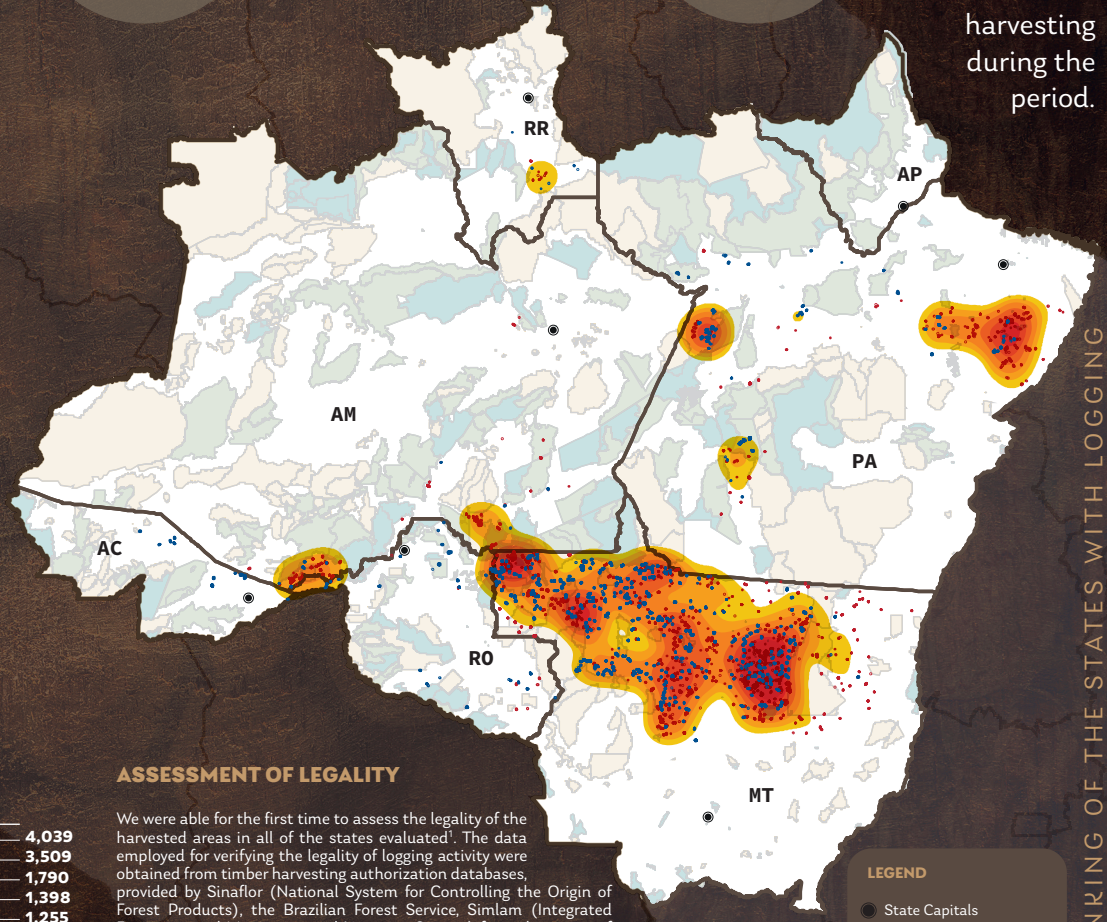 harvesting
during the
period.
RR
AP
AM
PA
AC
RO
MT
ASSESSMENT OF LEGALITY
We were able for the first time to assess the legality of the
harvested areas in all of the states evaluated¹. The data
employed for verifying the legality of logging activity were
obtained from timber harvesting authorization databases,
provided by Sinaflor (National System for Controlling the Origin of
Forest Products), the Brazilian Forest Service, Simlam (Integrated
4,039
3,509
1,790
1,398
1,255
LEGEND
State Capitals
RING OF THE STATES WITH LOGGING